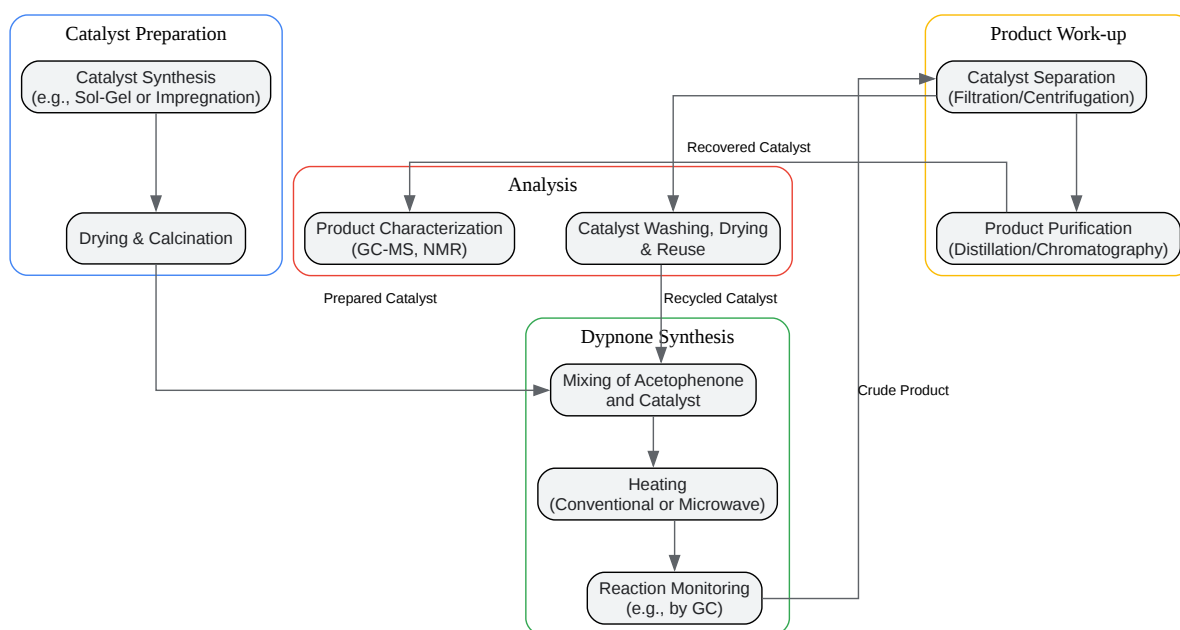 Catalyst Preparation
Catalyst Synthesis
(e.g., Sol-Gel or Impregnation)
Drying & Calcination
Product Work-up
Catalyst Separation
(Filtration/Centrifugation)
Product Purification
(Distillation/Chromatography)
Recovered Catalyst
Analysis
Product Characterization
(GC-MS, NMR)
Catalyst Washing, Drying
& Reuse
Prepared Catalyst
Recycled Catalyst
Dypnone Synthesis
Mixing of Acetophenone
and Catalyst
Crude Product
Heating
(Conventional or Microwave)
Reaction Monitoring
(e.g., by GC)